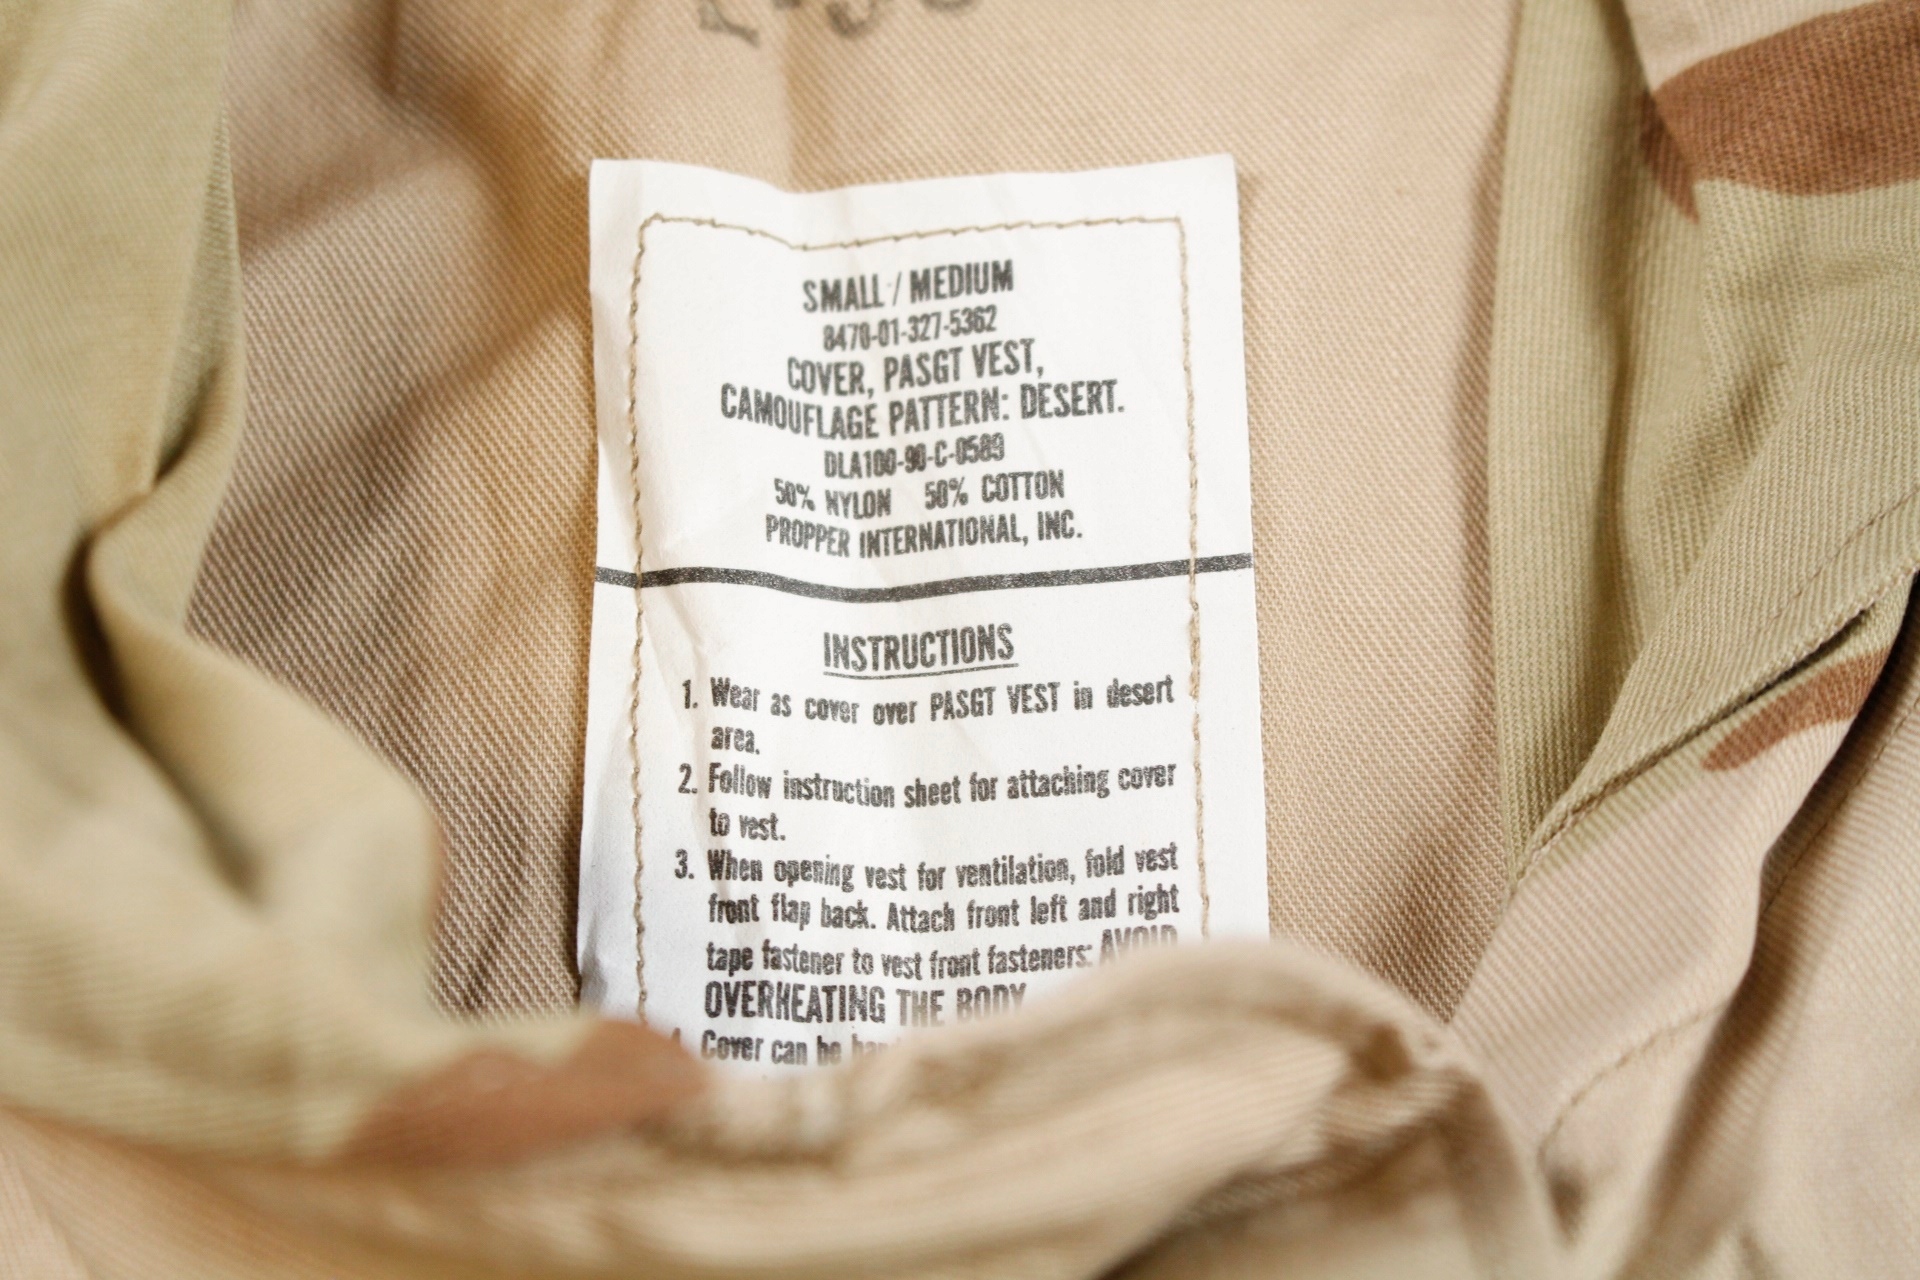 SMALL / MEDIUM
8470-01-327-5362
COVER, PASGT VEST,
CAMOUFLAGE PATTERN: DESERT.
DLA100-90-C-0589
50% NYLON 50% COTTON
PROPPER INTERNATIONAL, INC.
INSTRUCTIONS
1. Wear as cover over PASGT VEST in desert
area.
2. Follow instruction sheet for attaching cover
to vest.
3. When opening vest for ventilation, fold vest
front flap back. Attach front left and right
tape fastener to vest front fasteners: AVOID
OVERHEATING THE BODY
4. Cover can be